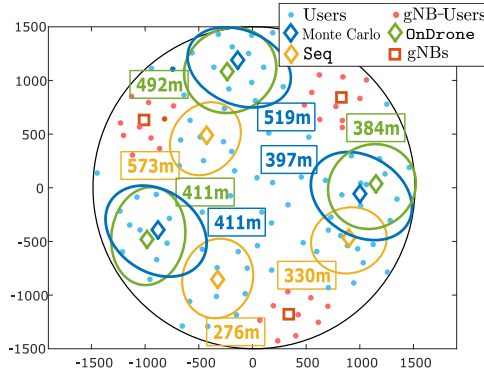 Users gNB-Users
Monte Carlo OnDrone
Seq gNBs
1500
1000
500
0
-500
-1000
-1500
492m
519m
384m
573m
397m
411m
411m
330m
276m
-1500 -1000 -500 0 500 1000 1500